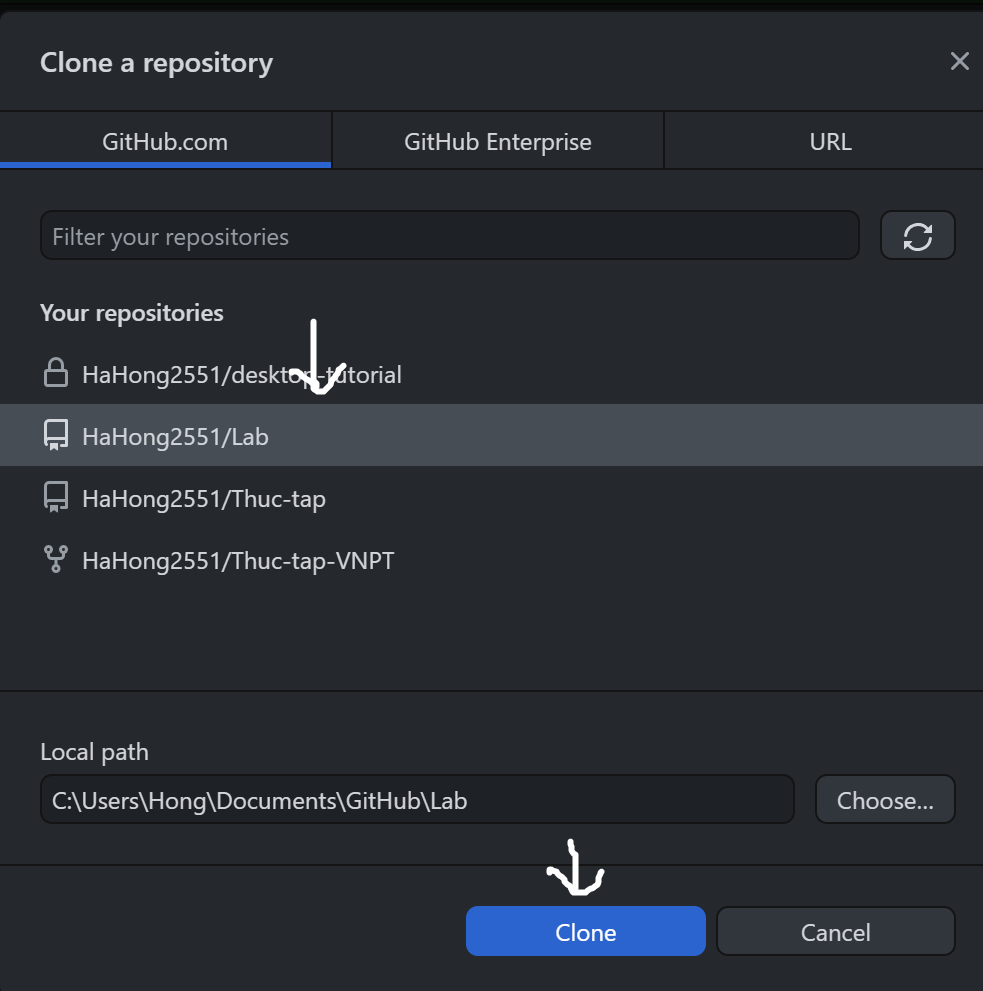 Clone a repository
GitHub.com GitHub Enterprise URL
Filter your repositories
Your repositories
HaHong2551/desktop-tutorial
HaHong2551/Lab
HaHong2551/Thuc-tap
HaHong2551/Thuc-tap-VNPT
Local path
C:\Users\Hong\Documents\GitHub\Lab Choose...
Clone Cancel